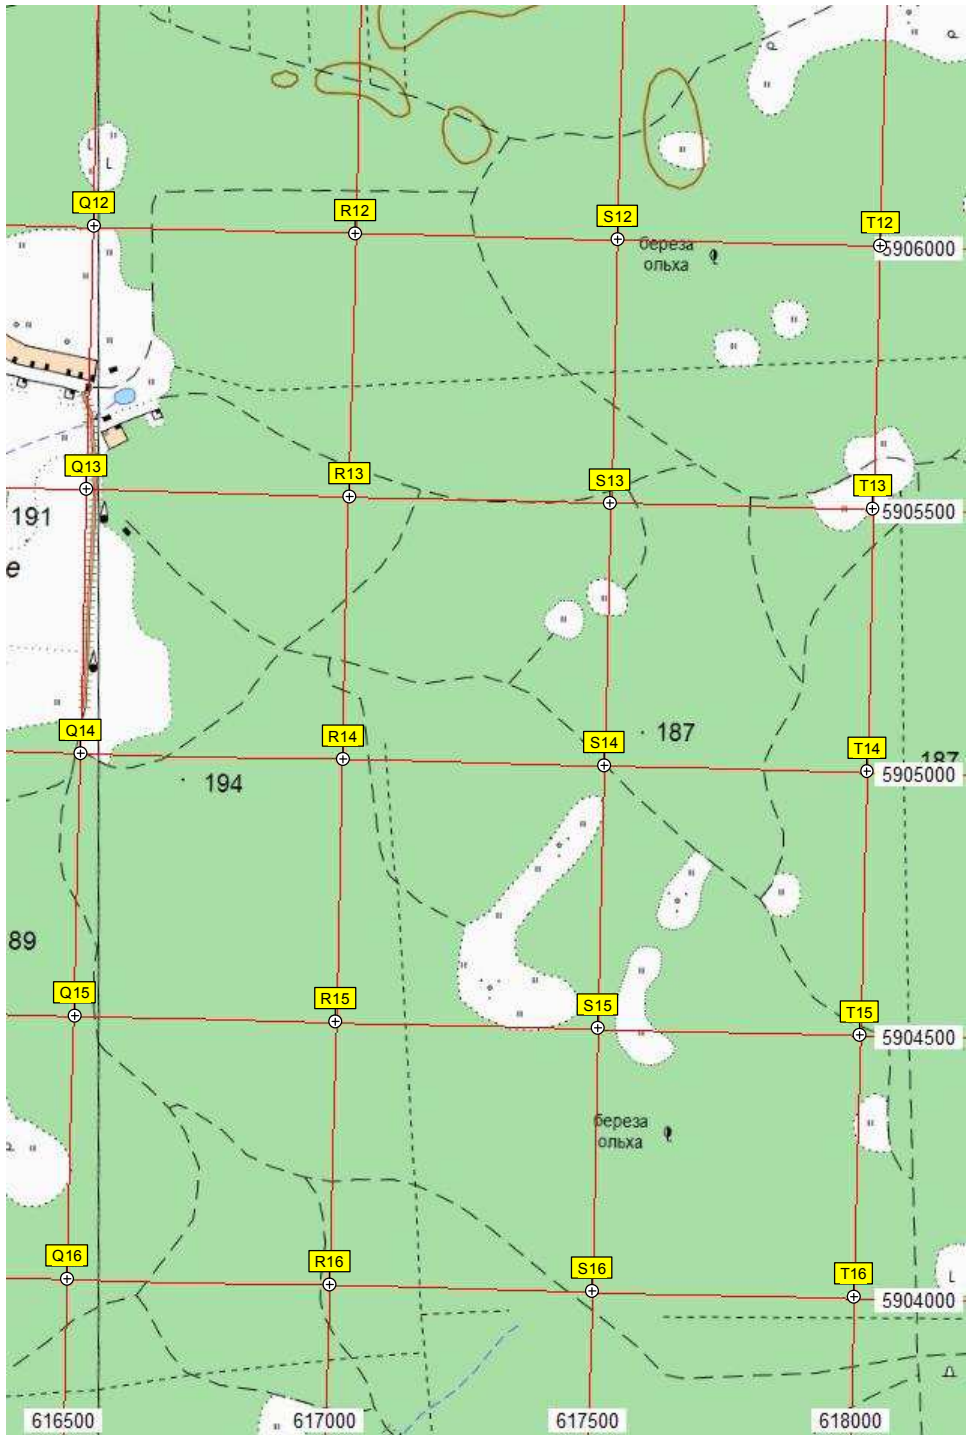 Q12
R12
S12
T12
5906000
береза
ольха
Q13
R13
S13
T13
5905500
191
е
Q14
R14
S14
T14
187
187
5905000
194
89
Q15
R15
S15
T15
5904500
береза
ольха
Q16
R16
S16
T16
5904000
616500
617000
617500
618000